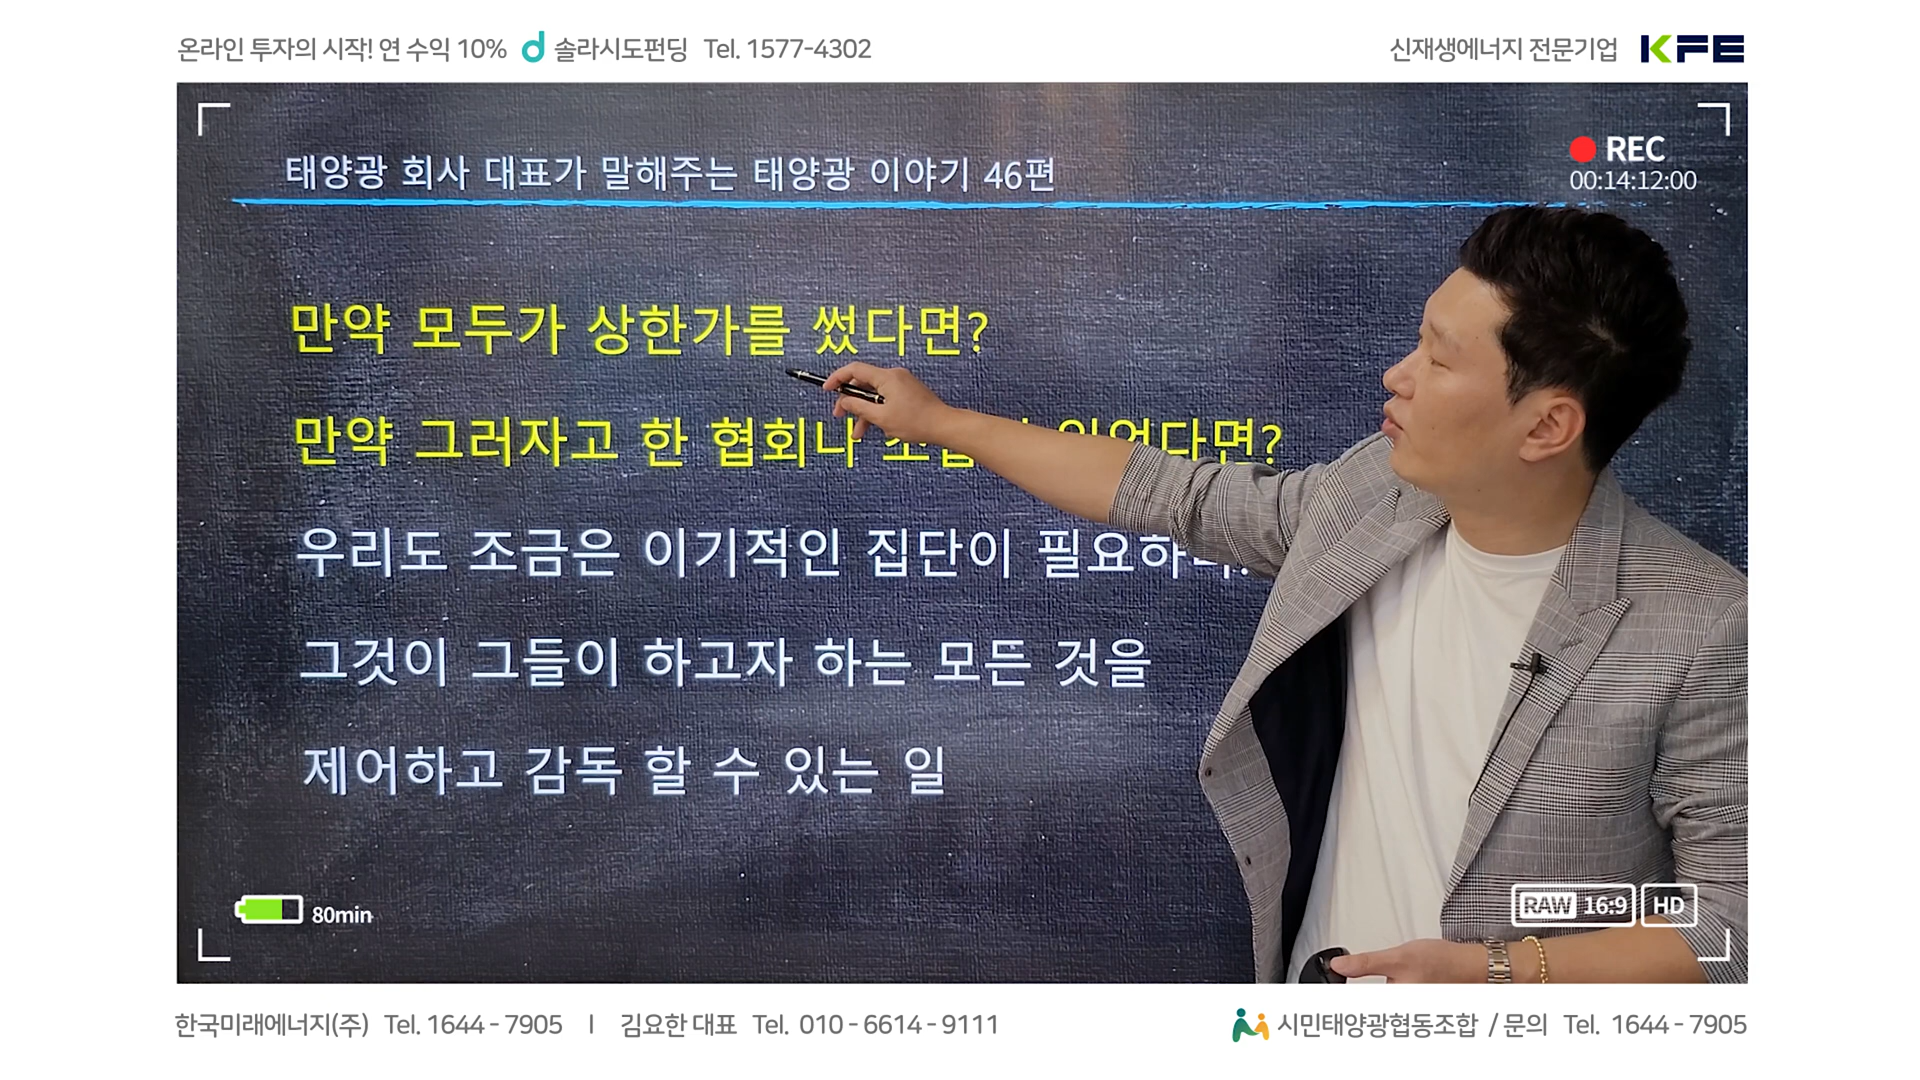 온라인 투자의 시작! 연 수익 10% 솔라시도펀딩 Tel. 1577-4302
신재생에너지 전문기업 KFE
REC
00:14:12:00
태양광 회사 대표가 말해주는 태양광 이야기 46편
만약 모두가 상한가를 썼다면?
만약 그러자고 한 협회나
우리도 조금은 이기적인 집단이
그것이 그들이 하고자 하는 모든 것을
제어하고 감독 할 수 있는 일
80min
RAW 16:9 HD
한국미래에너지(주) Tel. 1644 - 7905 | 김요한 대표 Tel. 010 - 6614 - 9111
시민태양광협동조합 / 문의 Tel. 1644 - 7905